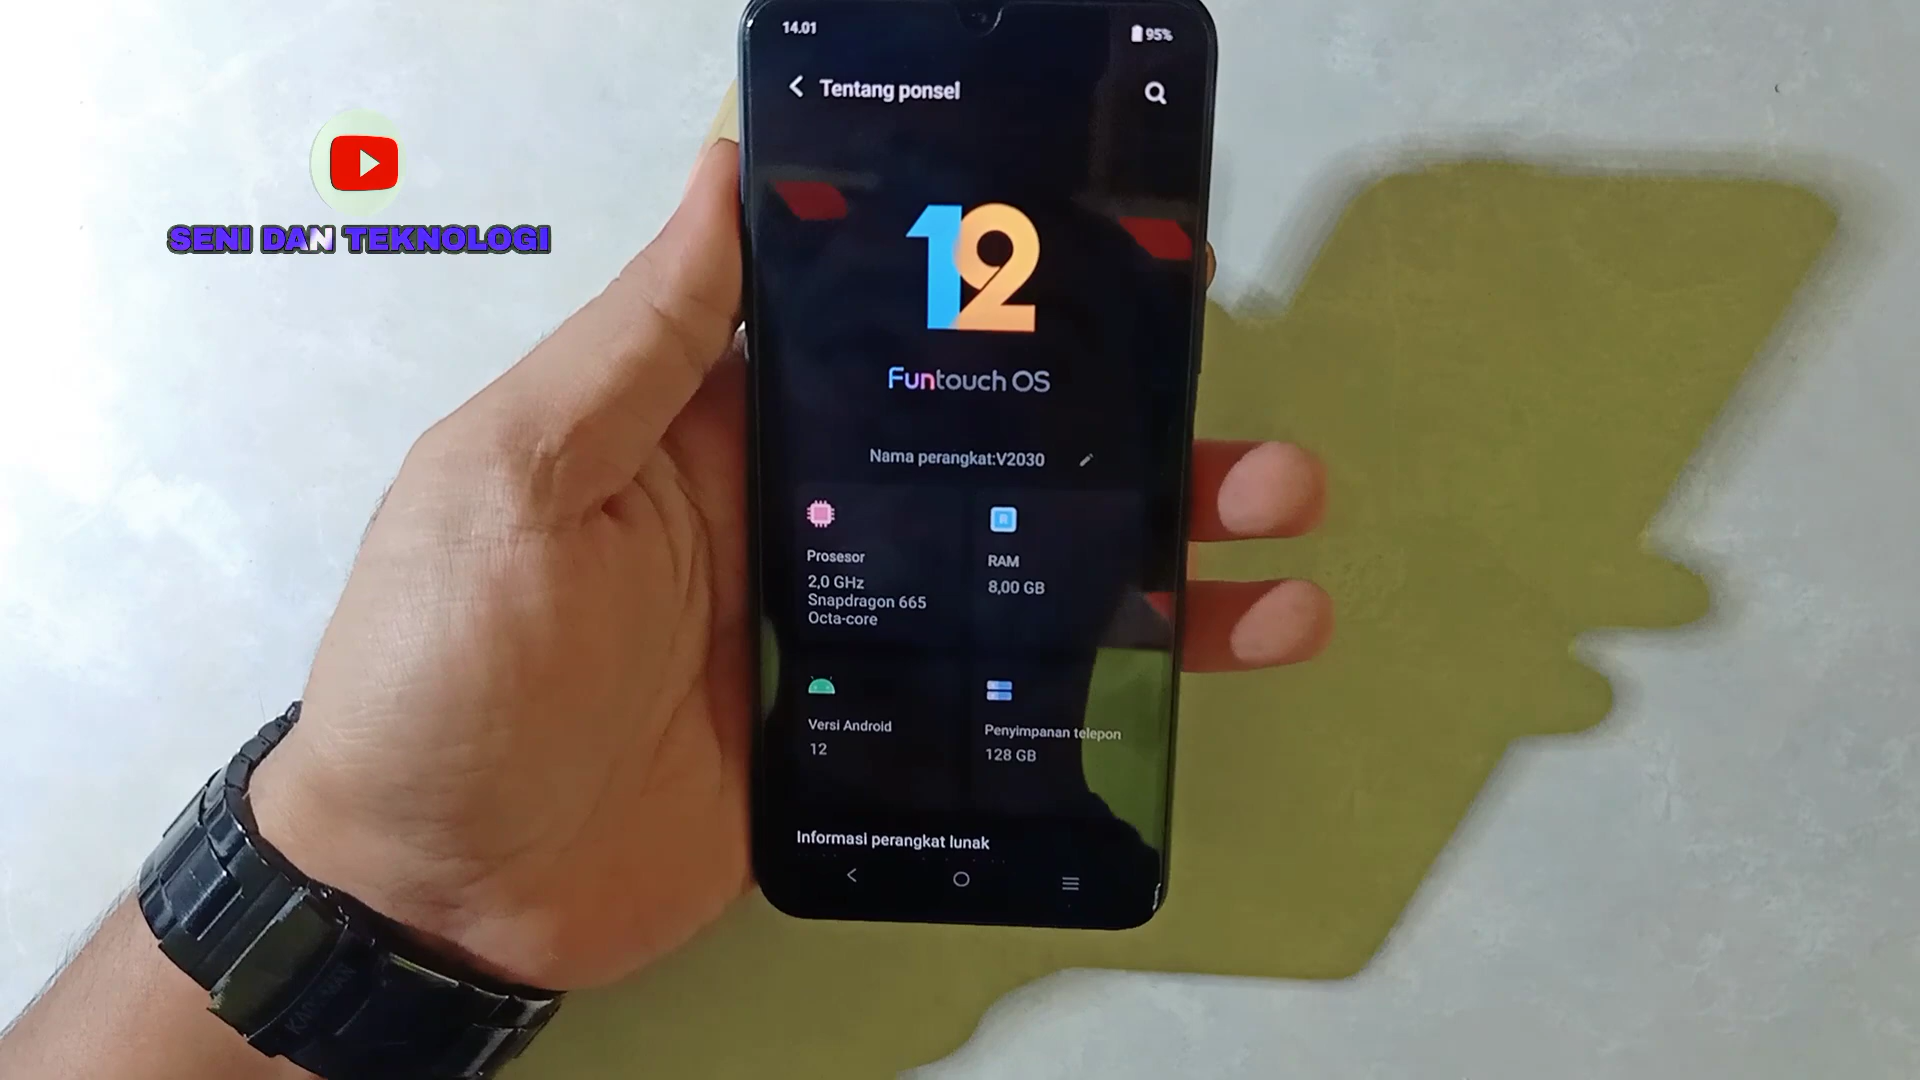 14.01
95%
Tentang ponsel
SENI DAN TEKNOLOGI
12
Funtouch OS
Nama perangkat:V2030
Prosesor
2,0 GHz
Snapdragon 665
Octa-core
R
RAM
8,00 GB
Versi Android
12
Penyimpanan telepon
128 GB
Informasi perangkat lunak